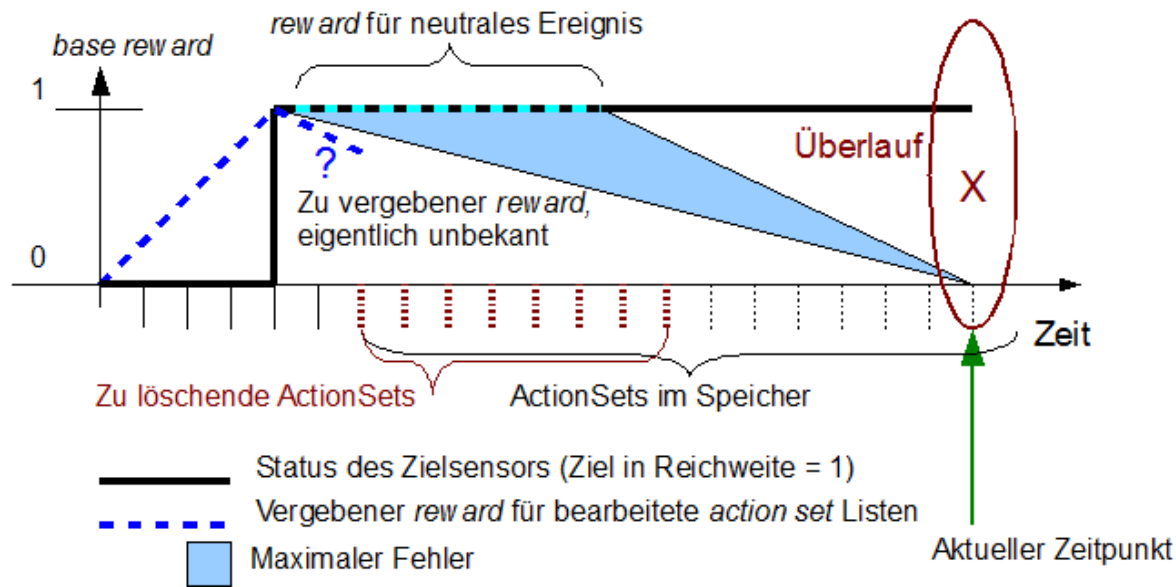 reward für neutrales Ereignis
base reward
1
Überlauf
X
?
Zu vergebener reward,
eigentlich unbekant
0
Zeit
Zu löschende ActionSets
ActionSets im Speicher
Status des Zielsensors (Ziel in Reichweite = 1)
Vergebener reward für bearbeitete action set Listen
Maximaler Fehler
Aktueller Zeitpunkt